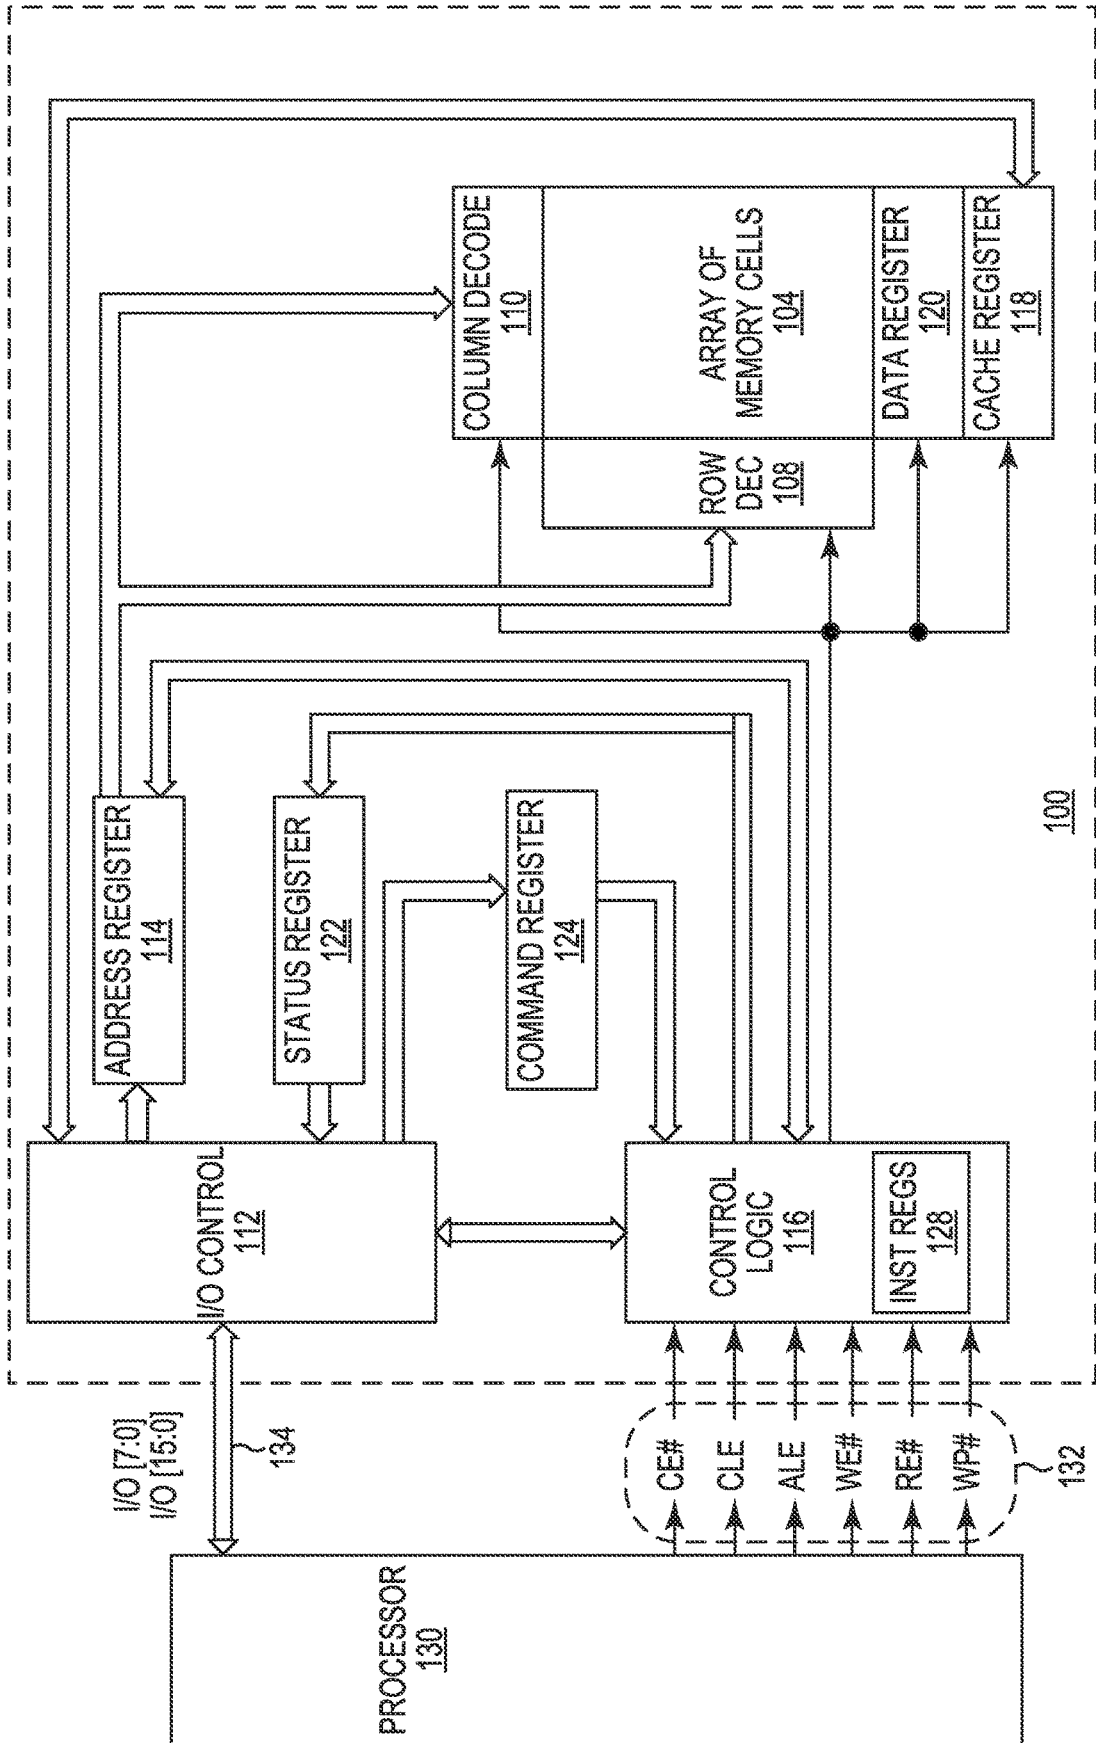 PROCESSOR
130
I/O [7:0]
I/O [15:0]
134
CE#
CLE
ALE
WE#
RE#
WP#
132
I/O CONTROL
112
CONTROL
LOGIC
116
INST REGS
128
ADDRESS REGISTER
114
STATUS REGISTER
122
COMMAND REGISTER
124
COLUMN DECODE
110
ROW
DEC
108
ARRAY OF
MEMORY CELLS
104
DATA REGISTER
120
CACHE REGISTER
118
100